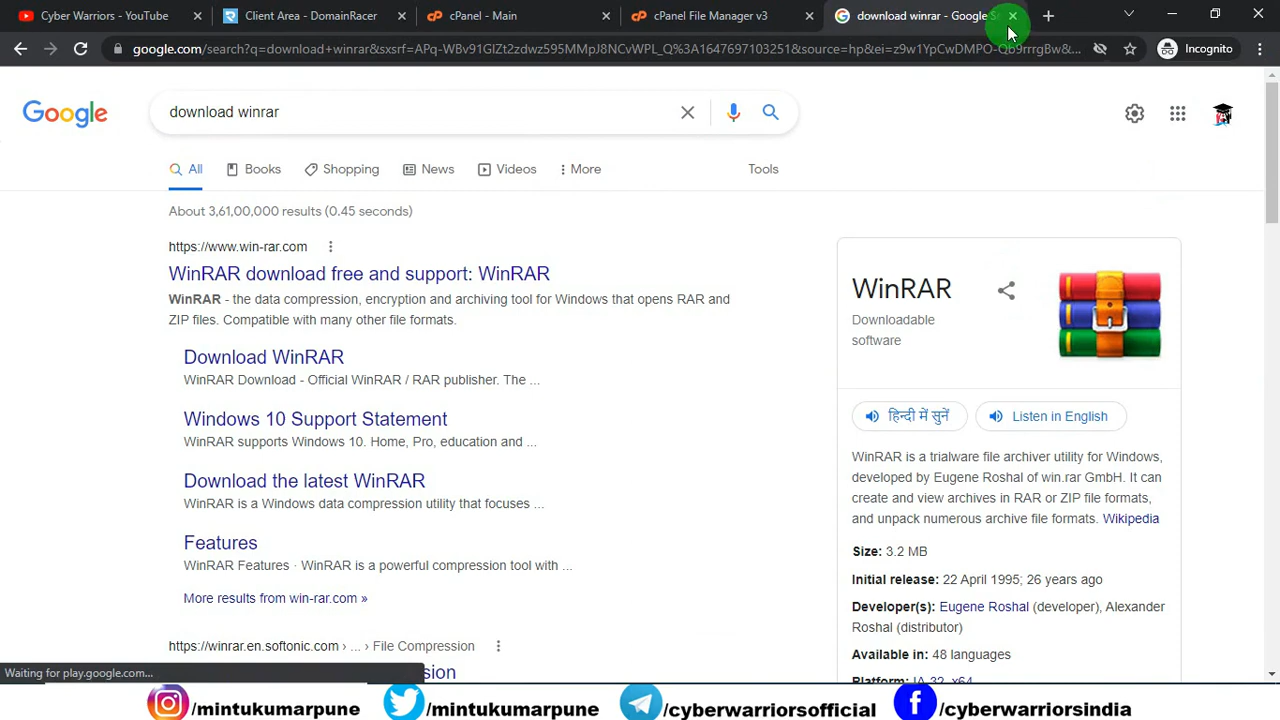 Cyber Warriors - YouTube
Client Area - DomainRacer
cPanel - Main
cPanel File Manager v3
download winrar - Google S
google.com/search?q=download+winrar&sxsrf=APq-WBv91GIZt2zdwz595MMpJ8NCvWPL_Q%3A1647697103251&source=hp&ei=z9w1YpCwDMPO-Qb9rrrgBw&...
Incognito
Google
download winrar
All
Books
Shopping
News
Videos
More
Tools
About 3,61,00,000 results (0.45 seconds)
https://www.win-rar.com
WinRAR download free and support: WinRAR
WinRAR - the data compression, encryption and archiving tool for Windows that opens RAR and
ZIP files. Compatible with many other file formats.
Download WinRAR
WinRAR Download - Official WinRAR / RAR publisher. The ...
Windows 10 Support Statement
WinRAR supports Windows 10. Home, Pro, education and ...
Download the latest WinRAR
WinRAR is a Windows data compression utility that focuses ...
Features
WinRAR Features · WinRAR is a powerful compression tool with ...
More results from win-rar.com »
https://winrar.en.softonic.com › ... › File Compression
WinRAR
Downloadable
software
हिन्दी में सुनें
Listen in English
WinRAR is a trialware file archiver utility for Windows,
developed by Eugene Roshal of win.rar GmbH. It can
create and view archives in RAR or ZIP file formats,
and unpack numerous archive file formats. Wikipedia
Size: 3.2 MB
Initial release: 22 April 1995; 26 years ago
Developer(s): Eugene Roshal (developer), Alexander
Roshal (distributor)
Available in: 48 languages
Platform: IA-32, x64
Waiting for play.google.com...
/mintukumarpune
/mintukumarpune
/cyberwarriorsofficial
/cyberwarriorsindia